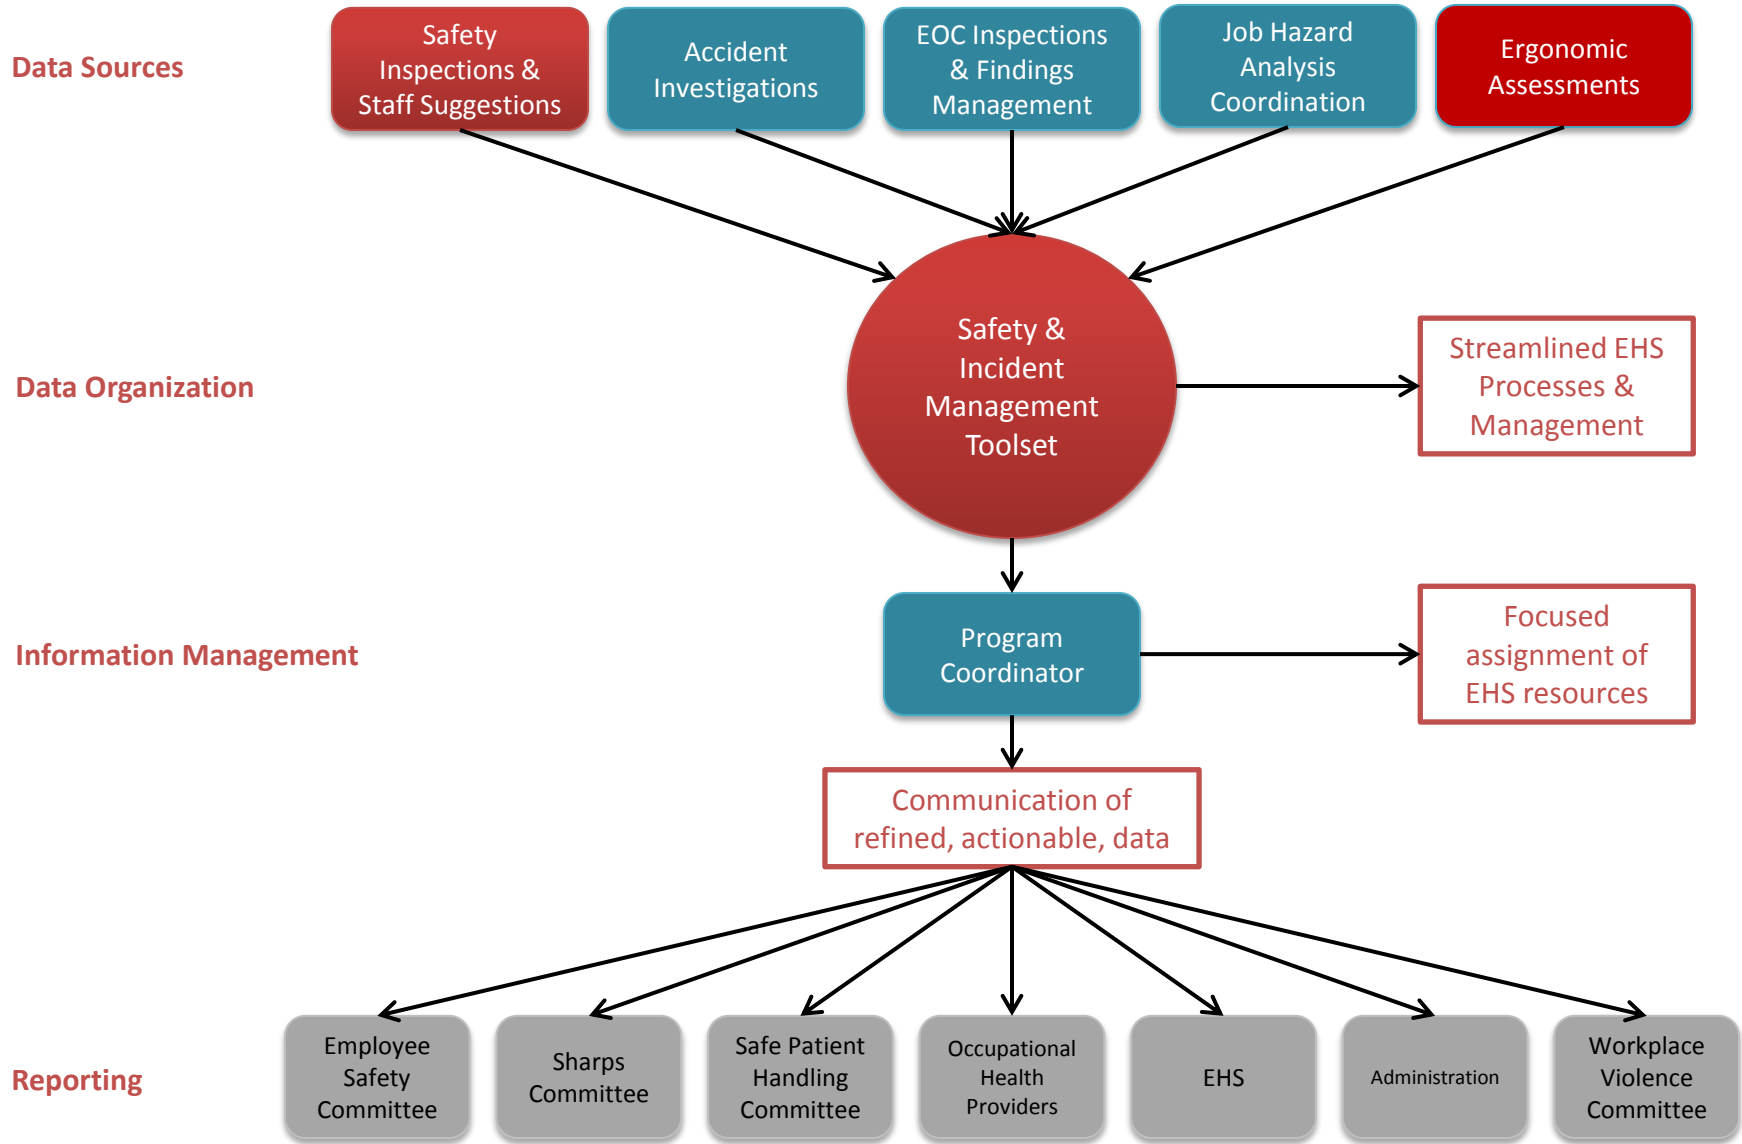 Data Sources
Safety
Inspections &
Staff Suggestions
Accident
Investigations
EOC Inspections
& Findings
Management
Job Hazard
Analysis
Coordination
Ergonomic
Assessments
Data Organization
Safety &
Incident
Management
Toolset
Streamlined EHS
Processes &
Management
Information Management
Program
Coordinator
Focused
assignment of
EHS resources
Communication of
refined, actionable, data
Reporting
Employee
Safety
Committee
Sharps
Committee
Safe Patient
Handling
Committee
Occupational
Health
Providers
EHS
Administration
Workplace
Violence
Committee